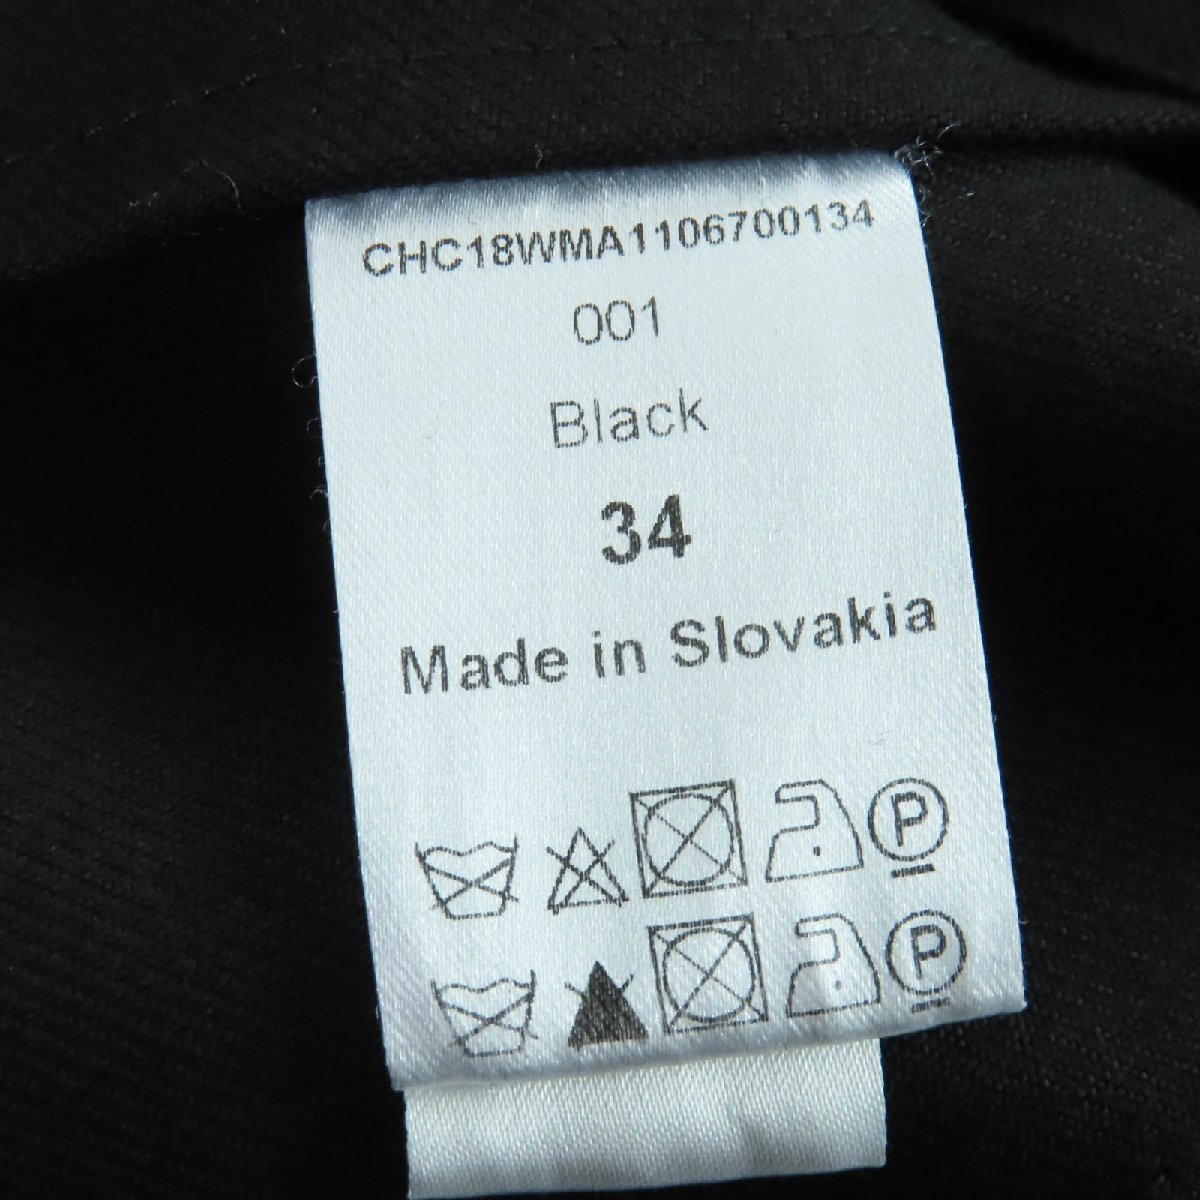 CHC18WMA1106700134
001
Black
34
Made in Slovakia
P
P